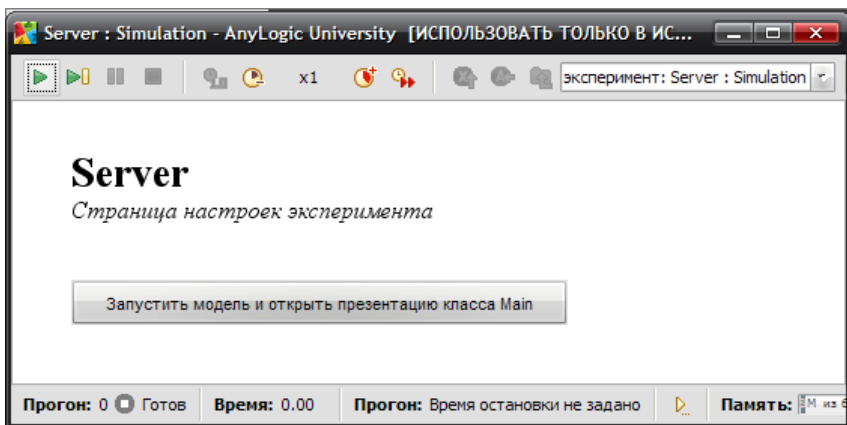 Server : Simulation - AnyLogic University [ИСПОЛЬЗОВАТЬ ТОЛЬКО В ИС...
x1 эксперимент: Server : Simulation
Server
Страница настроек эксперимента
Запустить модель и открыть презентацию класса Main
Прогон: 0 Готов Время: 0.00 Прогон: Время остановки не задано Память: М из